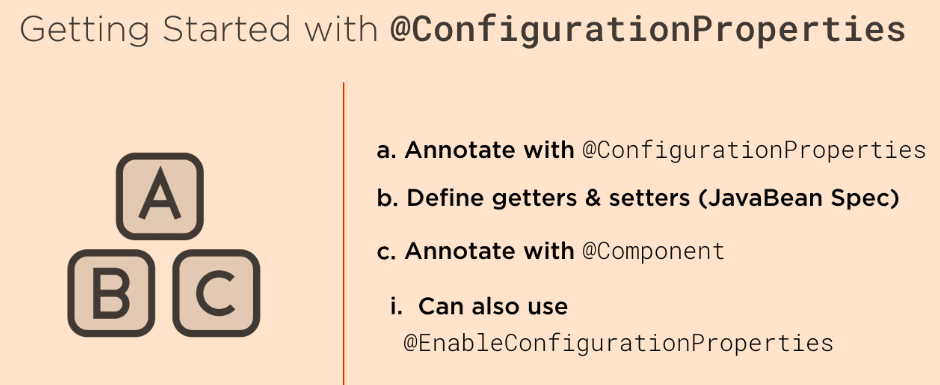 Getting Started with @ConfigurationProperties
A
B C
a. Annotate with @ConfigurationProperties
b. Define getters & setters (JavaBean Spec)
c. Annotate with @Component
i. Can also use
@EnableConfigurationProperties